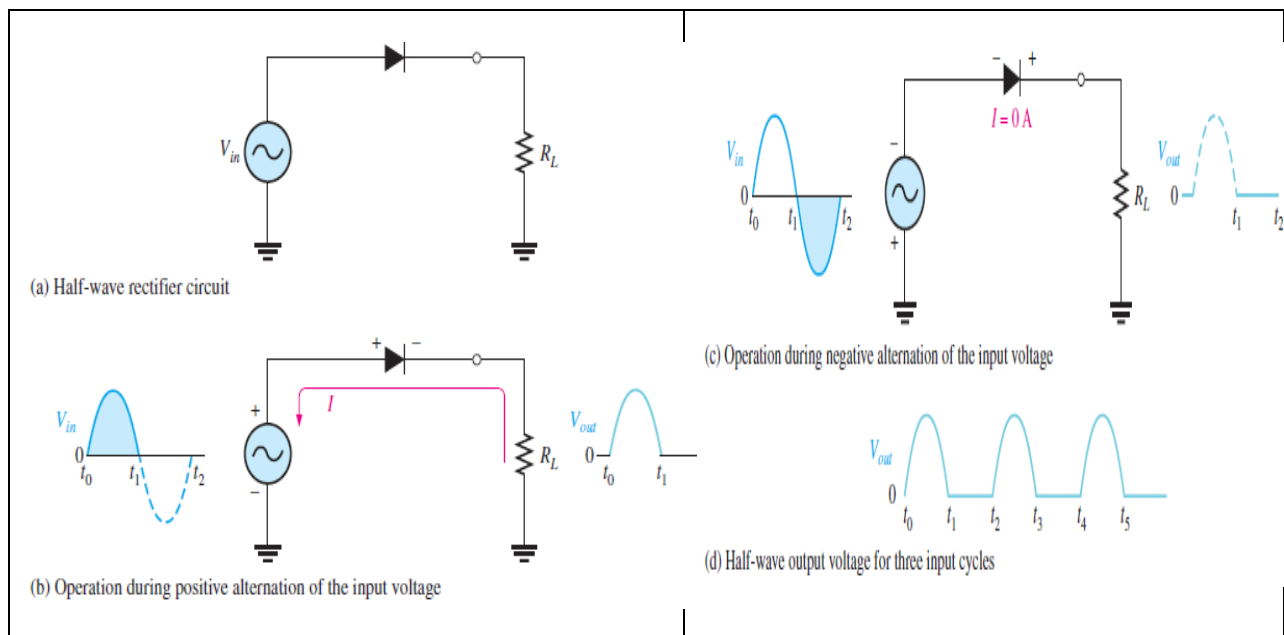 V_in
R_L
(a) Half-wave rectifier circuit
+ −
I
V_in
0
t_0 t_1 t_2
+
−
R_L
V_out
0
t_0 t_1
(b) Operation during positive alternation of the input voltage
− +
I = 0 A
V_in
0
t_0 t_1 t_2
−
+
R_L
V_out
0
t_1 t_2
(c) Operation during negative alternation of the input voltage
V_out
0
t_0 t_1 t_2 t_3 t_4 t_5
(d) Half-wave output voltage for three input cycles